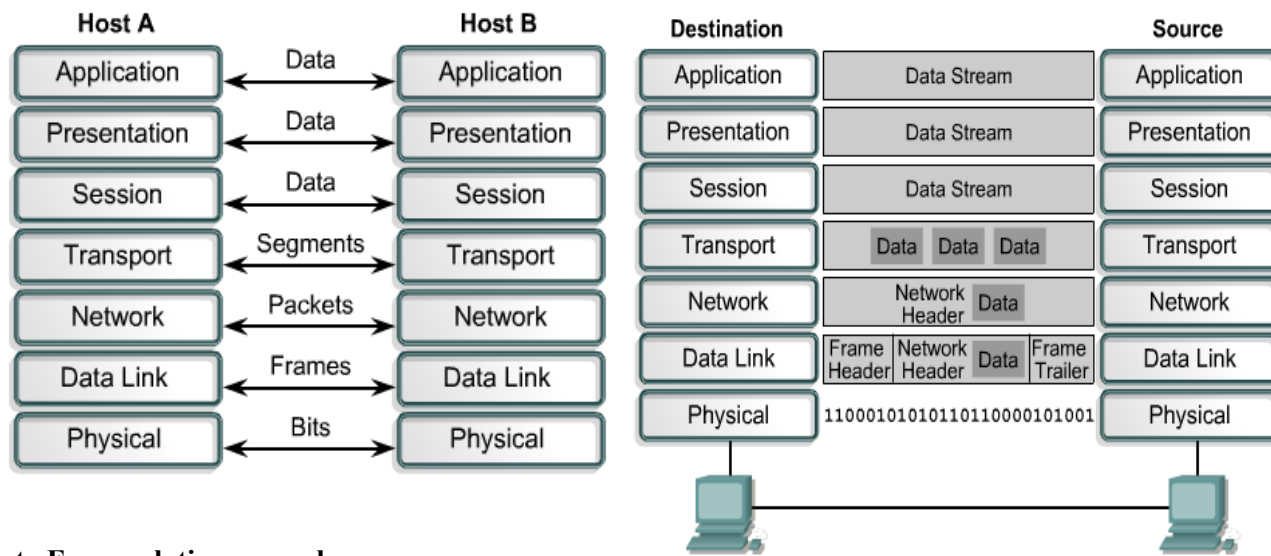 Host A
Host B
Application
Data
Application
Presentation
Data
Presentation
Session
Data
Session
Transport
Segments
Transport
Network
Packets
Network
Data Link
Frames
Data Link
Physical
Bits
Physical
Destination
Source
Application
Data Stream
Application
Presentation
Data Stream
Presentation
Session
Data Stream
Session
Transport
Data Data Data
Transport
Network
Network
Header
Data
Network
Data Link
Frame
Header
Network
Header
Data
Frame
Trailer
Data Link
Physical
1100010101011011000010 1001
Physical